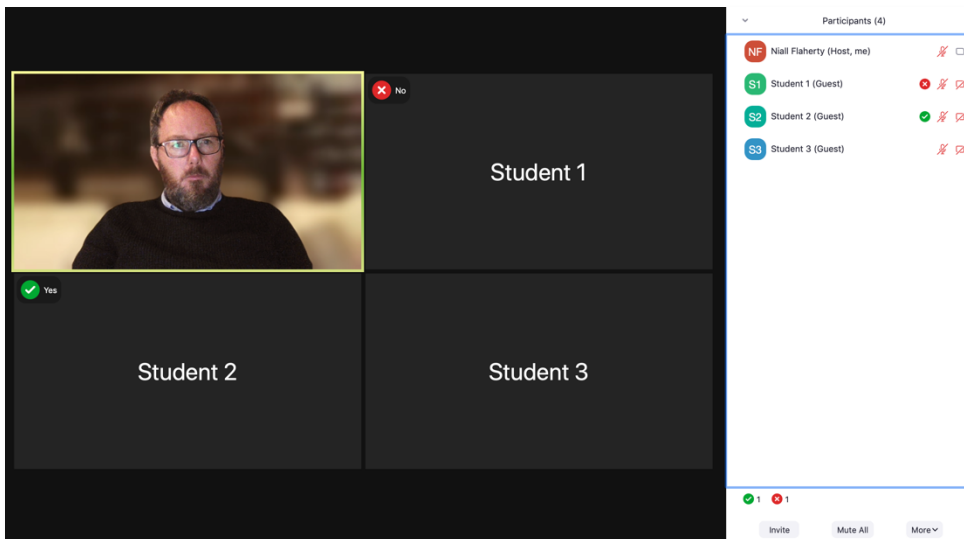 No
Student 1
Yes
Student 2
Student 3
Participants (4)
NF Niall Flaherty (Host, me)
S1 Student 1 (Guest)
S2 Student 2 (Guest)
S3 Student 3 (Guest)
1 1
Invite Mute All More